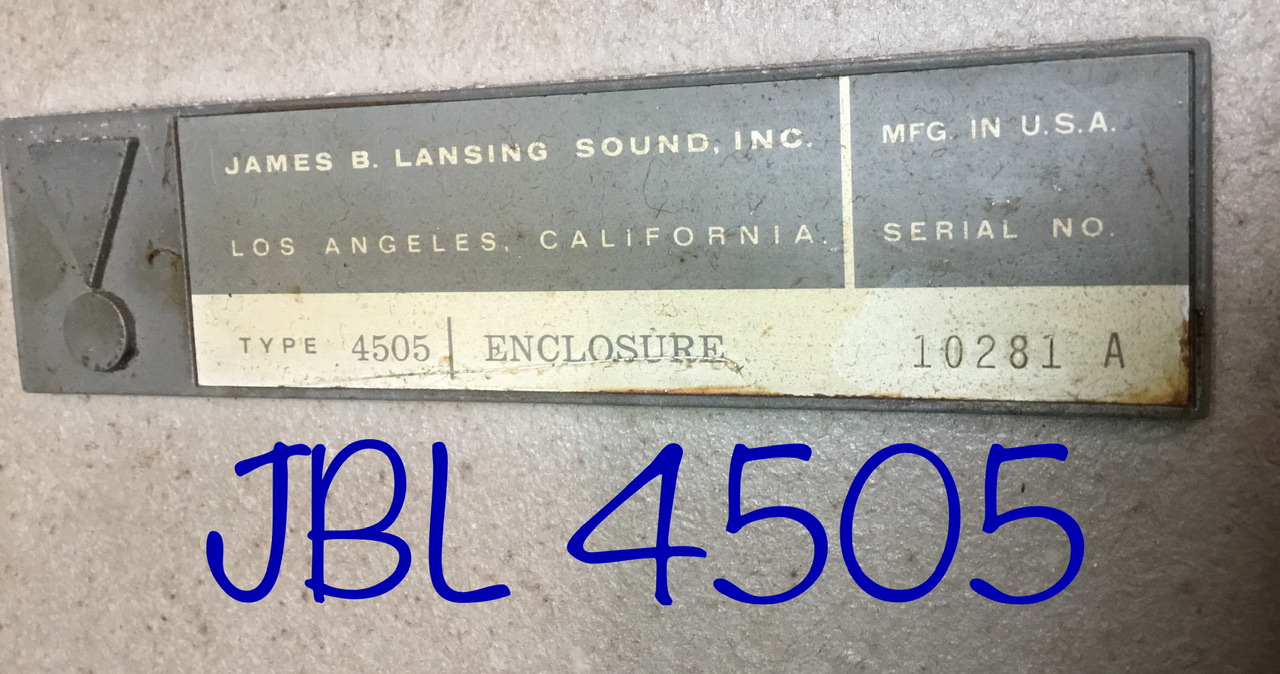 JAMES B. LANSING SOUND, INC.
MFG. IN U.S.A.
LOS ANGELES, CALIFORNIA.
SERIAL NO.
TYPE 4505 ENCLOSURE
10281 A
JBL 4505